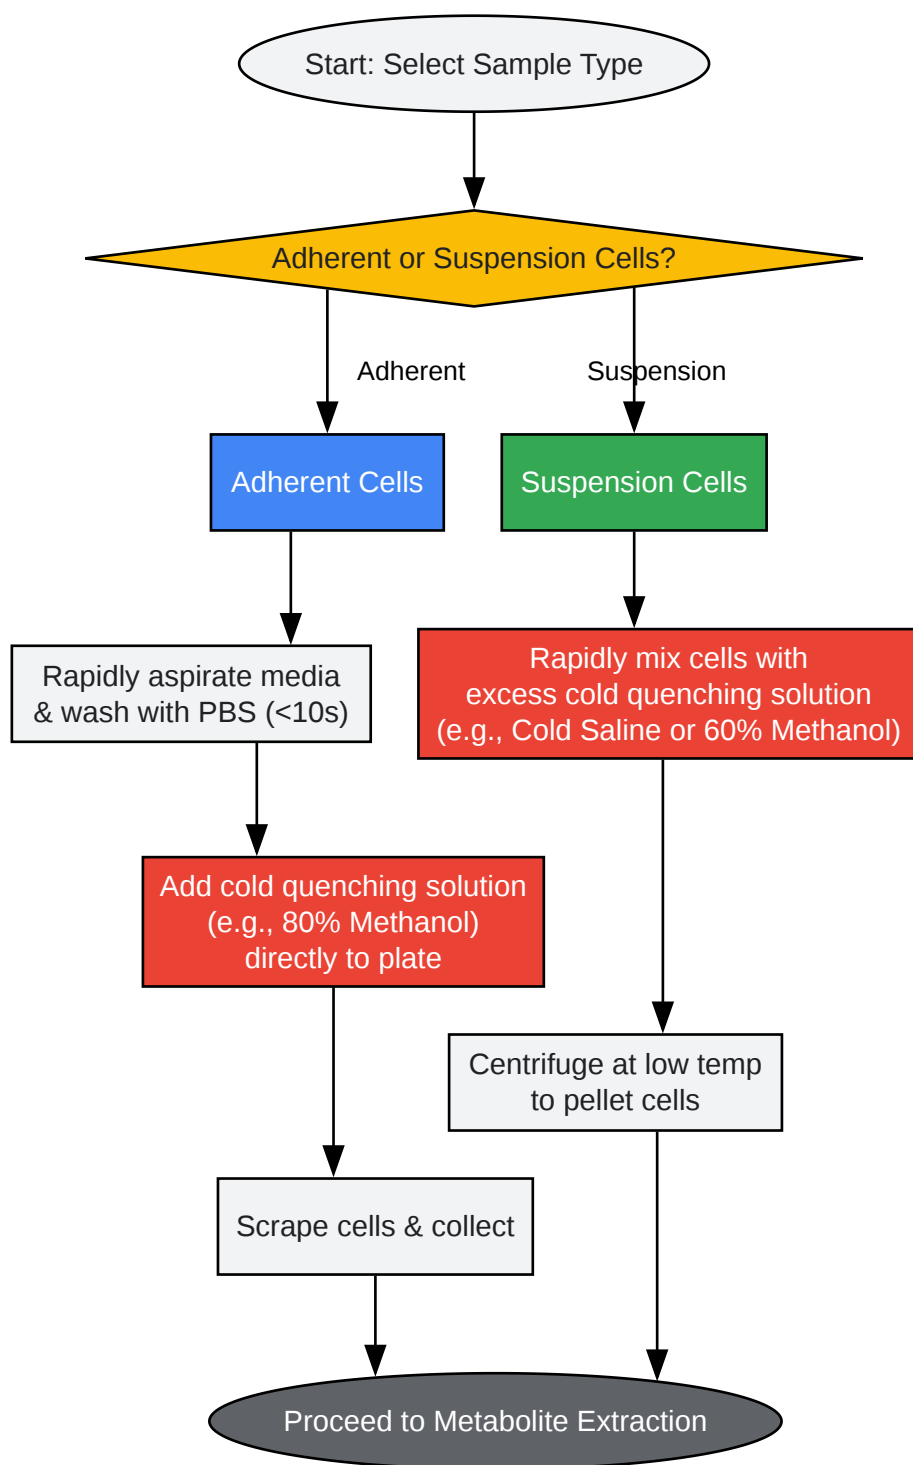 Start: Select Sample Type
Adherent or Suspension Cells?
Adherent
Suspension
Adherent Cells
Suspension Cells
Rapidly aspirate media
& wash with PBS (<10s)
Rapidly mix cells with
excess cold quenching solution
(e.g., Cold Saline or 60% Methanol)
Add cold quenching solution
(e.g., 80% Methanol)
directly to plate
Centrifuge at low temp
to pellet cells
Scrape cells & collect
Proceed to Metabolite Extraction